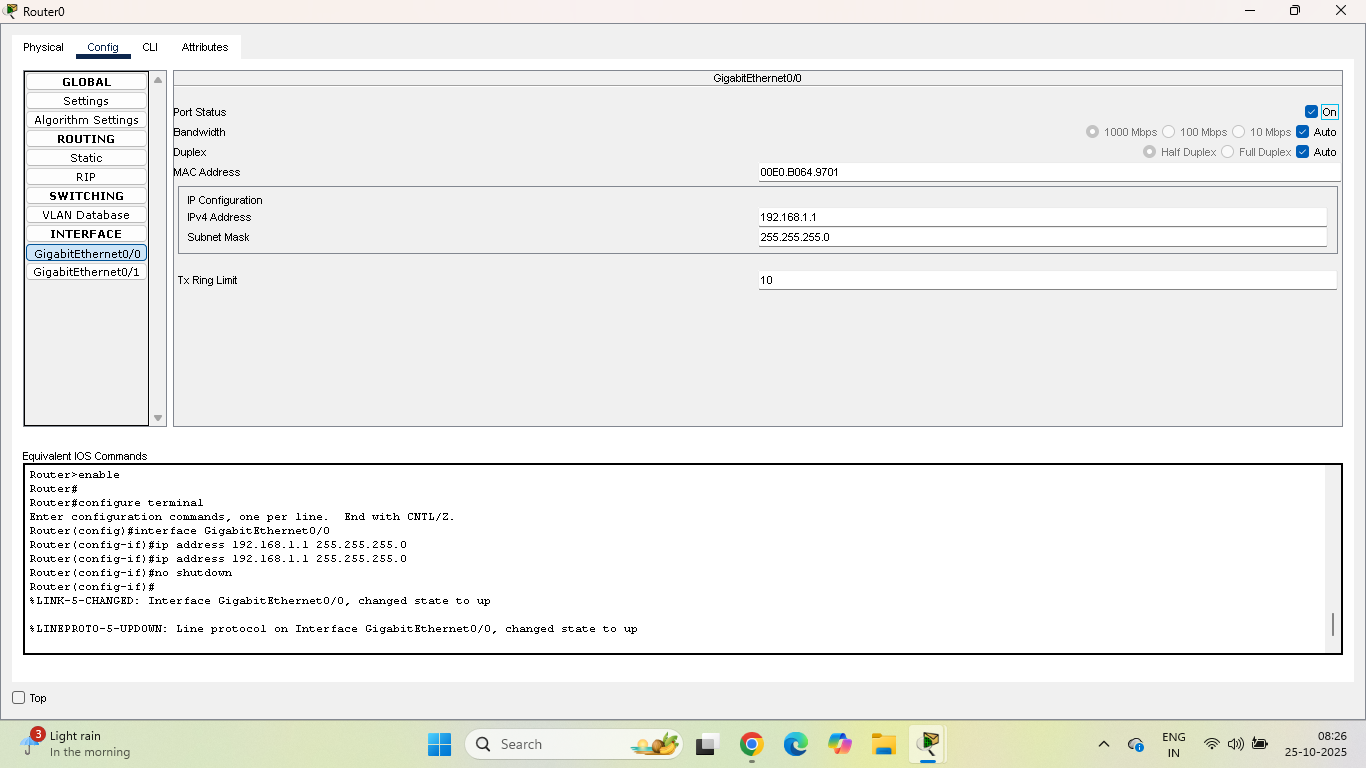 Router0
Physical Config CLI Attributes
GLOBAL
Settings
Algorithm Settings
ROUTING
Static
RIP
SWITCHING
VLAN Database
INTERFACE
GigabitEthernet0/0
GigabitEthernet0/1
GigabitEthernet0/0
Port Status On
Bandwidth 1000 Mbps 100 Mbps 10 Mbps Auto
Duplex Half Duplex Full Duplex Auto
MAC Address 00E0.B064.9701
IP Configuration
IPv4 Address 192.168.1.1
Subnet Mask 255.255.255.0
Tx Ring Limit 10
Equivalent IOS Commands
Router>enable
Router#
Router#configure terminal
Enter configuration commands, one per line. End with CNTL/Z.
Router(config)#interface GigabitEthernet0/0
Router(config-if)#ip address 192.168.1.1 255.255.255.0
Router(config-if)#ip address 192.168.1.1 255.255.255.0
Router(config-if)#no shutdown
Router(config-if)#
%LINK-5-CHANGED: Interface GigabitEthernet0/0, changed state to up
%LINEPROTO-5-UPDOWN: Line protocol on Interface GigabitEthernet0/0, changed state to up
Top
3
Light rain
In the morning
Search
ENG
IN
08:26
25-10-2025